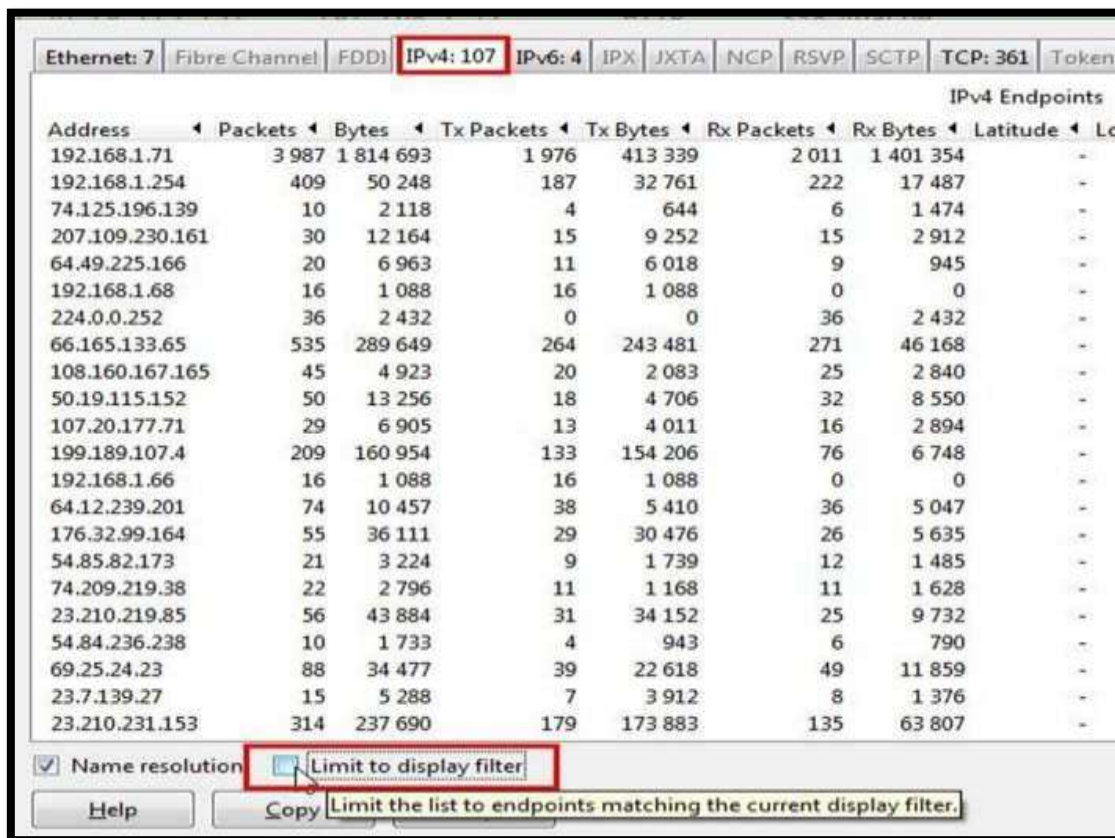 Ethernet: 7 Fibre Channel FDDI IPv4: 107 IPv6: 4 IPX JXTA NCP RSVP SCTP TCP: 361 Token
IPv4 Endpoints
Address Packets Bytes Tx Packets Tx Bytes Rx Packets Rx Bytes Latitude Lo
192.168.1.71 3 987 1 814 693 1 976 413 339 2 011 1 401 354 -
192.168.1.254 409 50 248 187 32 761 222 17 487 -
74.125.196.139 10 2 118 4 644 6 1 474 -
207.109.230.161 30 12 164 15 9 252 15 2 912 -
64.49.225.166 20 6 963 11 6 018 9 945 -
192.168.1.68 16 1 088 16 1 088 0 0 -
224.0.0.252 36 2 432 0 0 36 2 432 -
66.165.133.65 535 289 649 264 243 481 271 46 168 -
108.160.167.165 45 4 923 20 2 083 25 2 840 -
50.19.115.152 50 13 256 18 4 706 32 8 550 -
107.20.177.71 29 6 905 13 4 011 16 2 894 -
199.189.107.4 209 160 954 133 154 206 76 6 748 -
192.168.1.66 16 1 088 16 1 088 0 0 -
64.12.239.201 74 10 457 38 5 410 36 5 047 -
176.32.99.164 55 36 111 29 30 476 26 5 635 -
54.85.82.173 21 3 224 9 1 739 12 1 485 -
74.209.219.38 22 2 796 11 1 168 11 1 628 -
23.210.219.85 56 43 884 31 34 152 25 9 732 -
54.84.236.238 10 1 733 4 943 6 790 -
69.25.24.23 88 34 477 39 22 618 49 11 859 -
23.7.139.27 15 5 288 7 3 912 8 1 376 -
23.210.231.153 314 237 690 179 173 883 135 63 807 -
Name resolution Limit to display filter
Help Copy Limit the list to endpoints matching the current display filter.